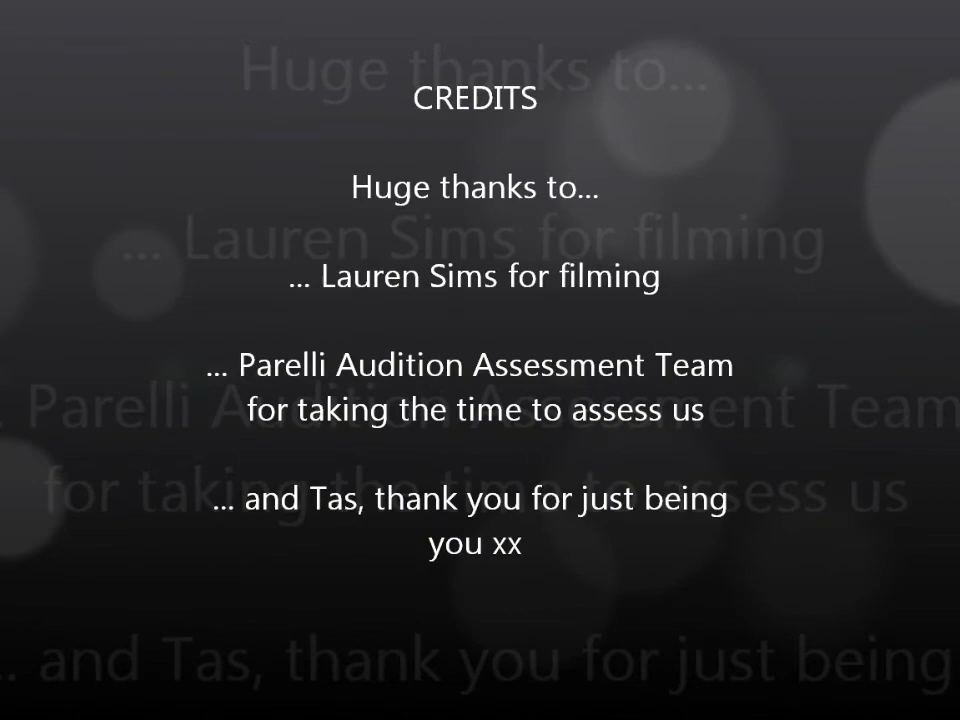 CREDITS
Huge thanks to...
... Lauren Sims for filming
... Parelli Audition Assessment Team
for taking the time to assess us
... and Tas, thank you for just being
you xx